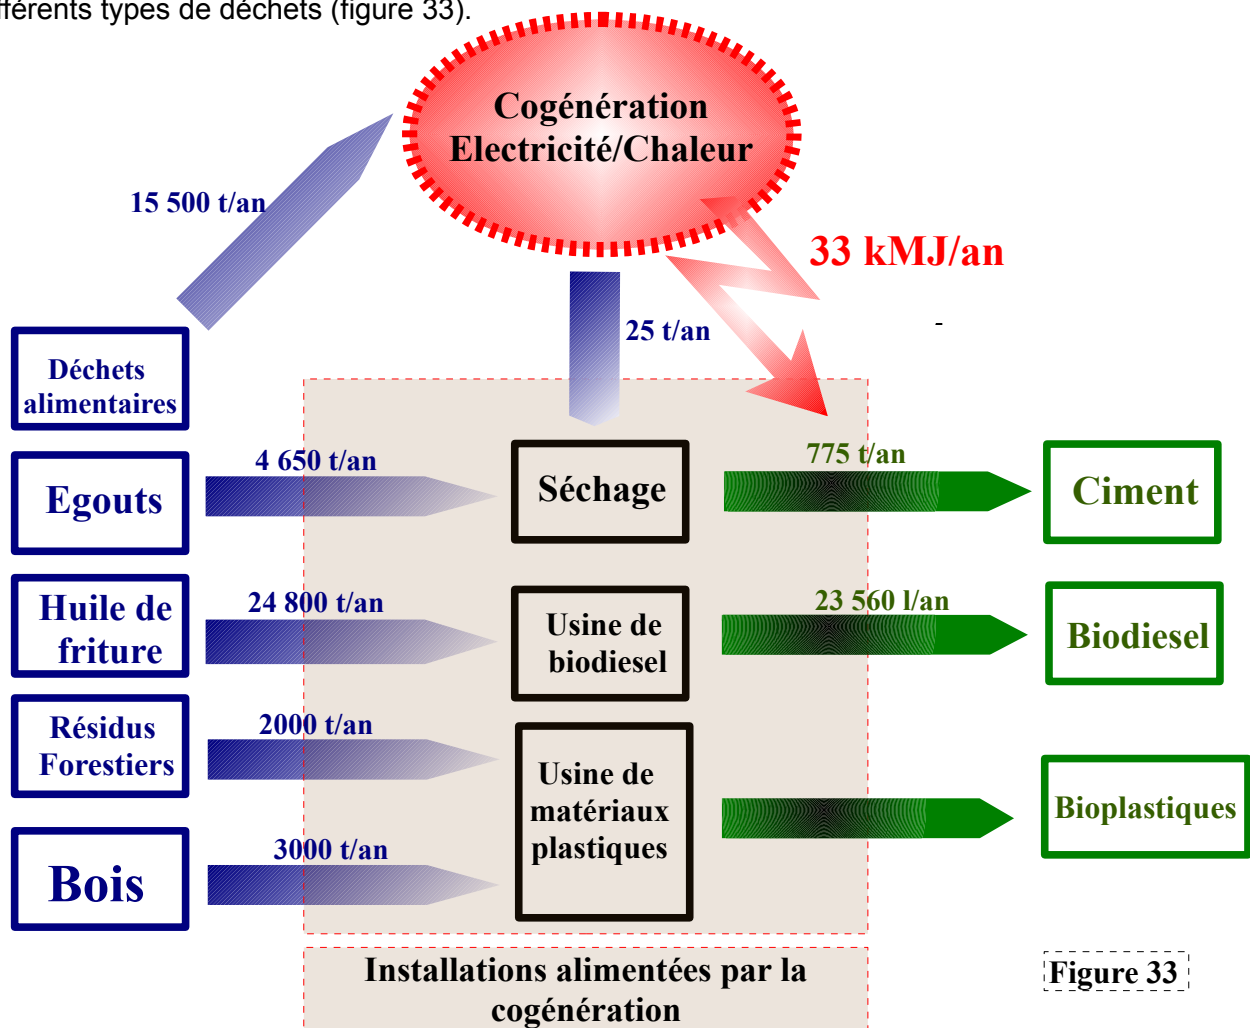 fférents types de déchets (figure 33).
Cogénération
Electricité/Chaleur
15 500 t/an
33 kMJ/an
25 t/an
-
Déchets
alimentaires
4 650 t/an
775 t/an
Egouts
Séchage
Ciment
24 800 t/an
23 560 l/an
Huile de
friture
Usine de
biodiesel
Biodiesel
2000 t/an
Résidus
Forestiers
Usine de
matériaux
plastiques
Bioplastiques
3000 t/an
Bois
Installations alimentées par la
cogénération
Figure 33